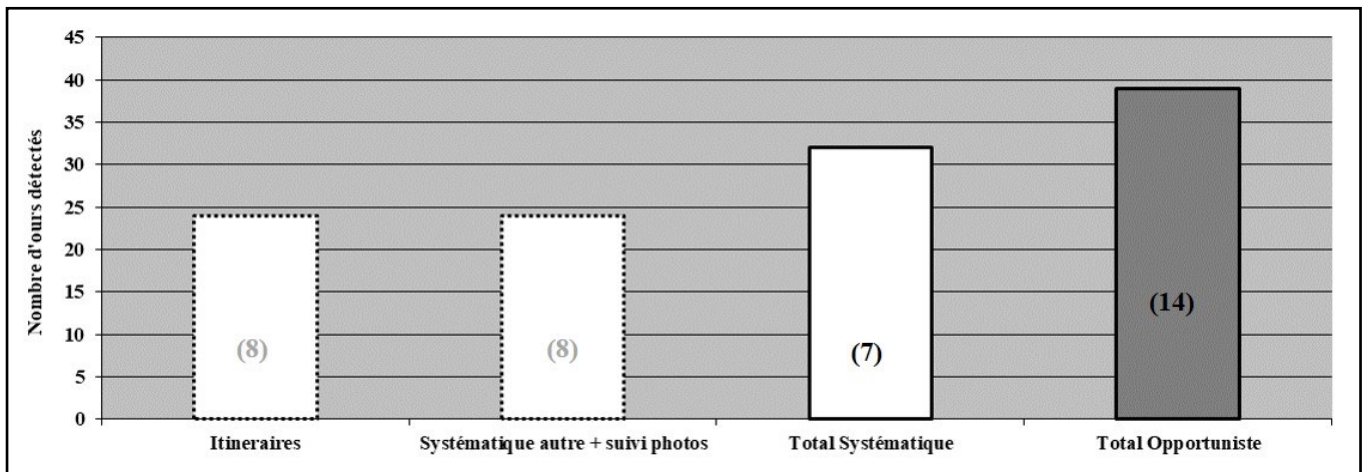 Nombre d'ours détectés
45
40
35
30
25
20
15
10
5
0
(8)
(8)
(7)
(14)
Itineraires
Systématique autre + suivi photos
Total Systématique
Total Opportuniste